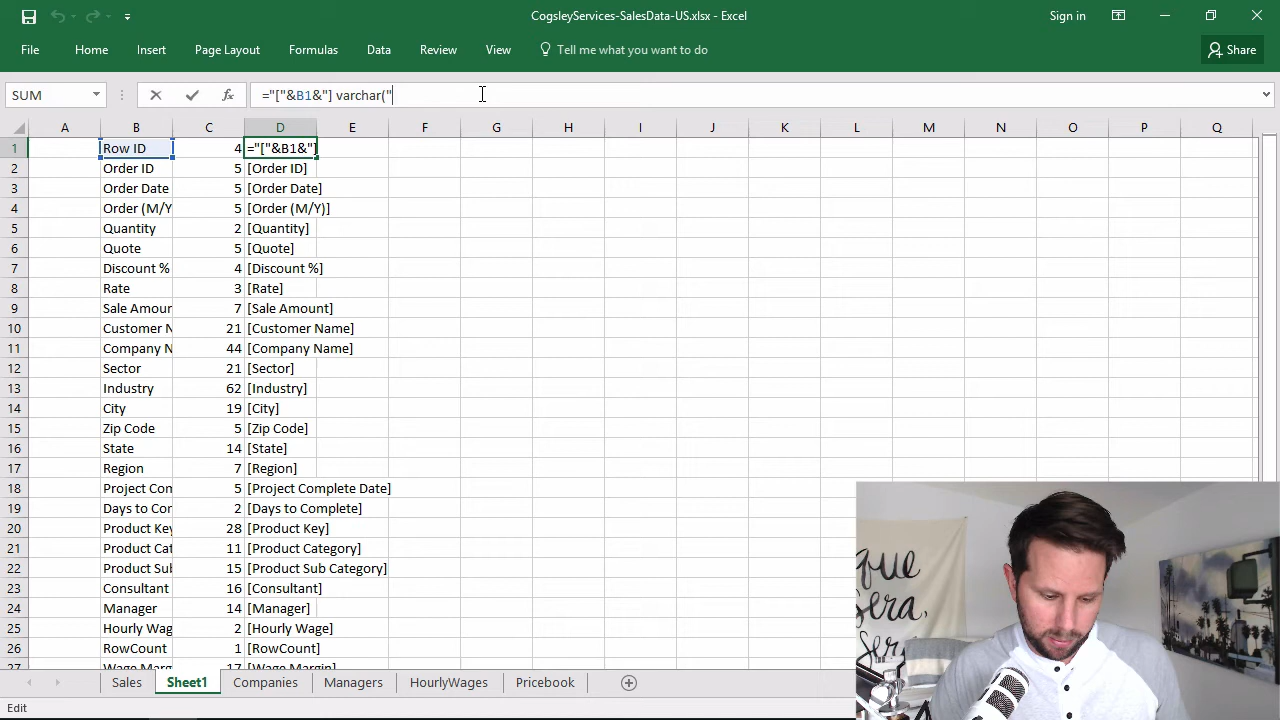 CogsleyServices-SalesData-US.xlsx - Excel
Sign in
File Home Insert Page Layout Formulas Data Review View Tell me what you want to do Share
SUM fx ="["&B1&"] varchar("
A B C D E F G H I J K L M N O P Q
1 Row ID 4 ="["&B1&"]
2 Order ID 5 [Order ID]
3 Order Date 5 [Order Date]
4 Order (M/Y 5 [Order (M/Y)]
5 Quantity 2 [Quantity]
6 Quote 5 [Quote]
7 Discount % 4 [Discount %]
8 Rate 3 [Rate]
9 Sale Amour 7 [Sale Amount]
10 Customer N 21 [Customer Name]
11 Company N 44 [Company Name]
12 Sector 21 [Sector]
13 Industry 62 [Industry]
14 City 19 [City]
15 Zip Code 5 [Zip Code]
16 State 14 [State]
17 Region 7 [Region]
18 Project Com 5 [Project Complete Date]
19 Days to Com 2 [Days to Complete]
20 Product Key 28 [Product Key]
21 Product Cat 11 [Product Category]
22 Product Sub 15 [Product Sub Category]
23 Consultant 16 [Consultant]
24 Manager 14 [Manager]
25 Hourly Wag 2 [Hourly Wage]
26 RowCount 1 [RowCount]
27 Wage Marg 17 [Wage Margin]
que
sera,
Sales Sheet1 Companies Managers HourlyWages Pricebook
Edit